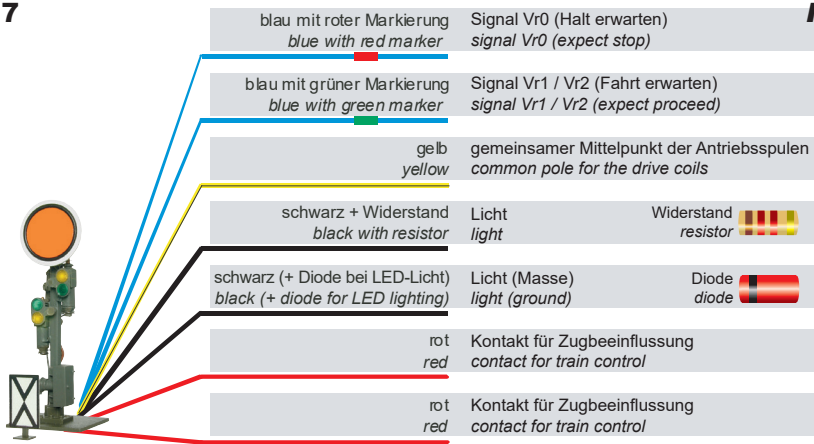 7
blau mit roter Markierung
blue with red marker
Signal Vr0 (Halt erwarten)
signal Vr0 (expect stop)
blau mit grüner Markierung
blue with green marker
Signal Vr1 / Vr2 (Fahrt erwarten)
signal Vr1 / Vr2 (expect proceed)
gelb
yellow
gemeinsamer Mittelpunkt der Antriebsspulen
common pole for the drive coils
schwarz + Widerstand
black with resistor
Licht
light
Widerstand
resistor
schwarz (+ Diode bei LED-Licht)
black (+ diode for LED lighting)
Licht (Masse)
light (ground)
Diode
diode
rot
red
Kontakt für Zugbeeinflussung
contact for train control
rot
red
Kontakt für Zugbeeinflussung
contact for train control